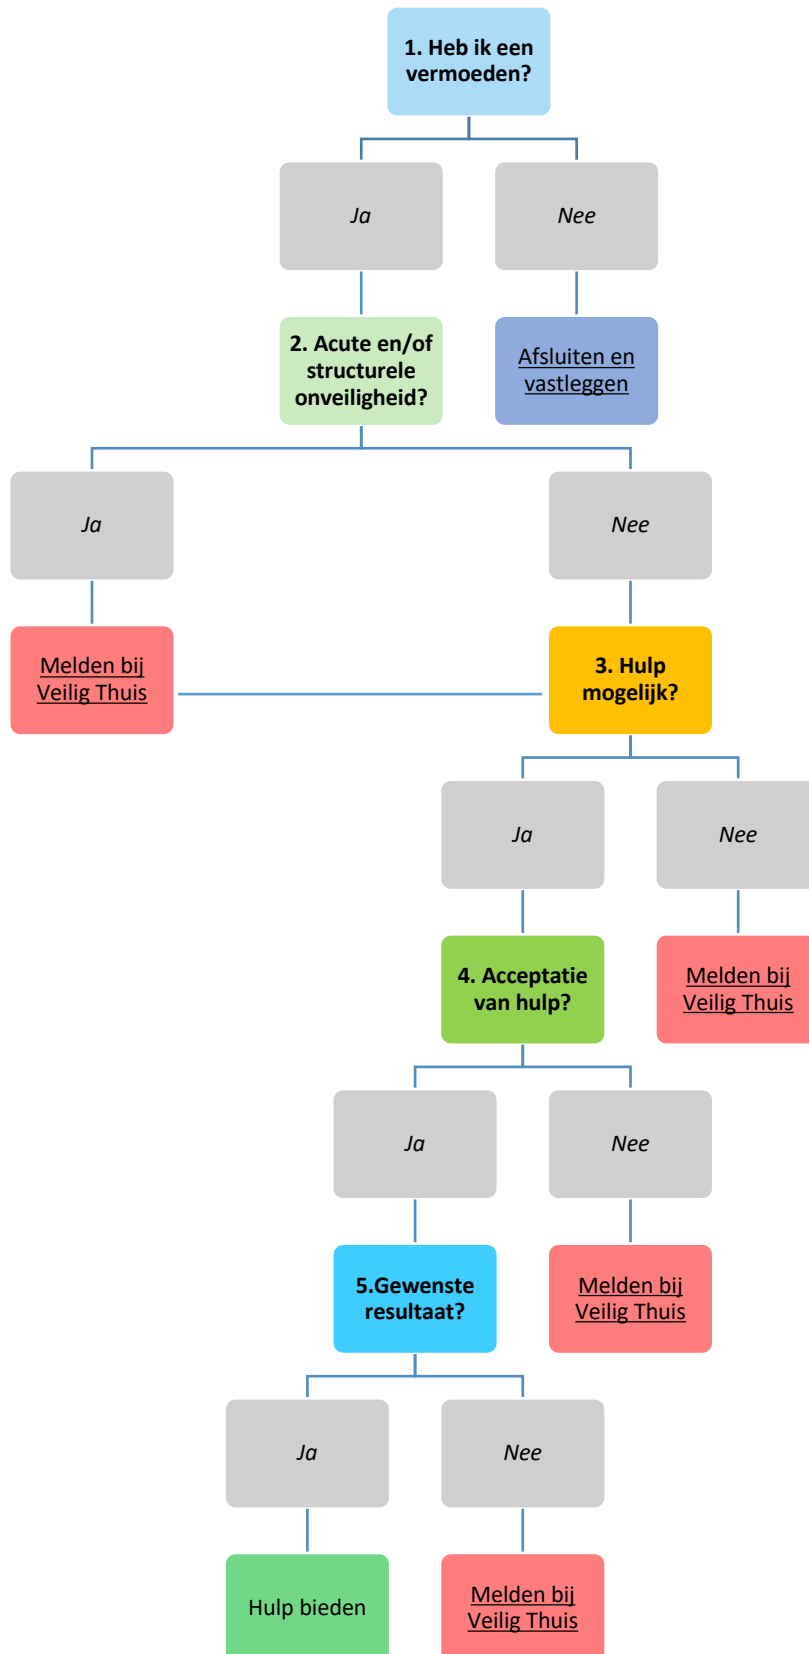 1. Heb ik een
vermoeden?
Ja
Nee
2. Acute en/of
structurele
onveiligheid?
Afsluiten en
vastleggen
Ja
Nee
Melden bij
Veilig Thuis
3. Hulp
mogelijk?
Ja
Nee
4. Acceptatie
van hulp?
Melden bij
Veilig Thuis
Ja
Nee
5.Gewenste
resultaat?
Melden bij
Veilig Thuis
Ja
Nee
Hulp bieden
Melden bij
Veilig Thuis